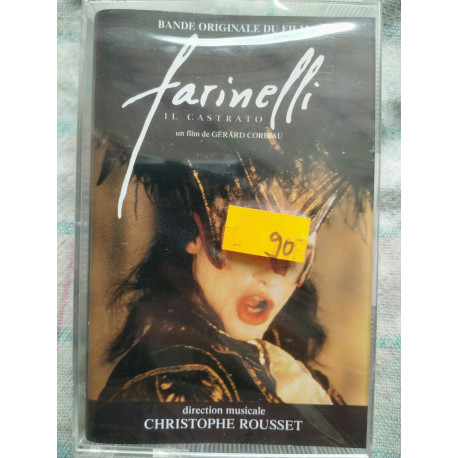 BANDE ORIGINALE DU FILM
farinelli
IL CASTRATO
un film de GÉRARD CORBIAU
90
direction musicale
CHRISTOPHE ROUSSET